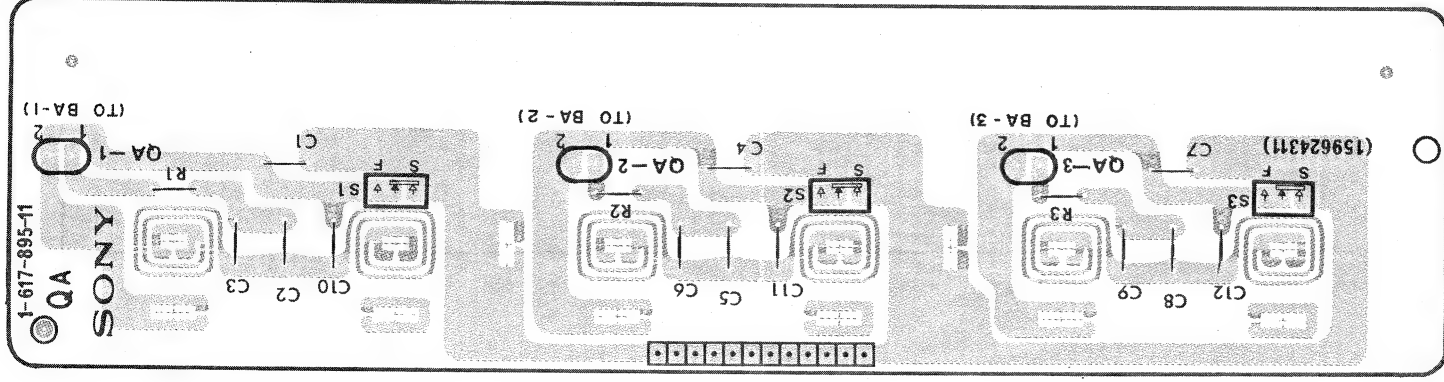 1-617-895-11
QA
SONY
(TO BA-1)
1
2
QA-1
R1
C1
S1
F
S
C3
C2
C10
(TO BA-2)
1
2
QA-2
R2
C4
S2
F
S
C6
C5
C11
(TO BA-3)
1
2
QA-3
R3
C7
S3
F
S
(159624311)
C9
C8
C12